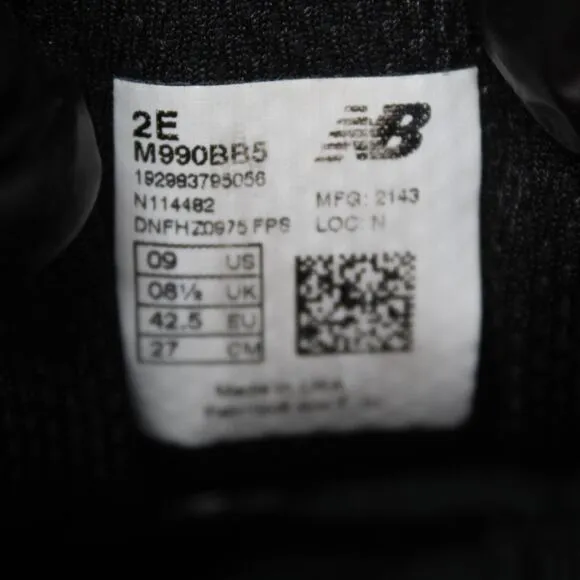 2E
NB
M990BB5
192983795056
N114482
MFG: 2143
DNFHZ0975 FPS
LOC: N
09 US
08½ UK
42.5 EU
27 CM
Made in USA